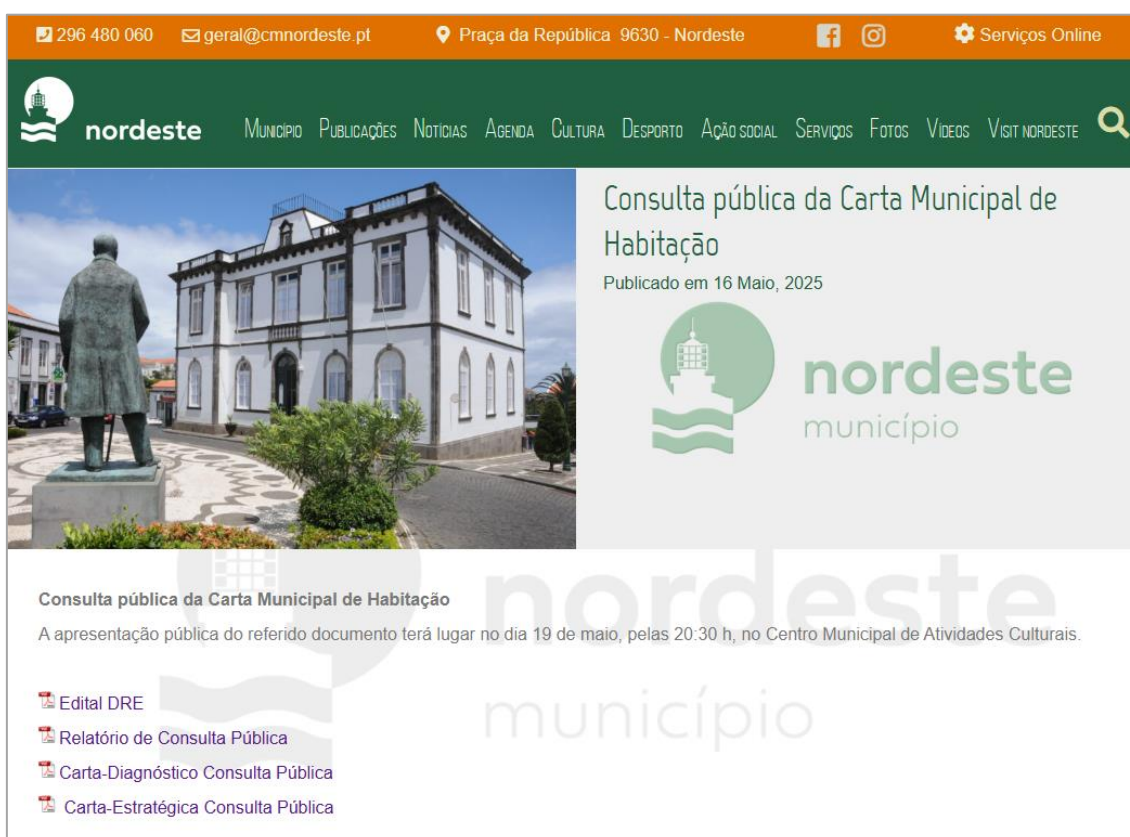 296 480 060 geral@cmnordeste.pt Praça da República 9630 - Nordeste Serviços Online
nordeste Município Publicações Notícias Agenda Cultura Desporto Ação social Serviços Fotos Vídeos Visit nordeste
Consulta pública da Carta Municipal de
Habitação
Publicado em 16 Maio, 2025
nordeste
município
nordeste
município
Consulta pública da Carta Municipal de Habitação
A apresentação pública do referido documento terá lugar no dia 19 de maio, pelas 20:30 h, no Centro Municipal de Atividades Culturais.
Edital DRE
Relatório de Consulta Pública
Carta-Diagnóstico Consulta Pública
Carta-Estratégica Consulta Pública